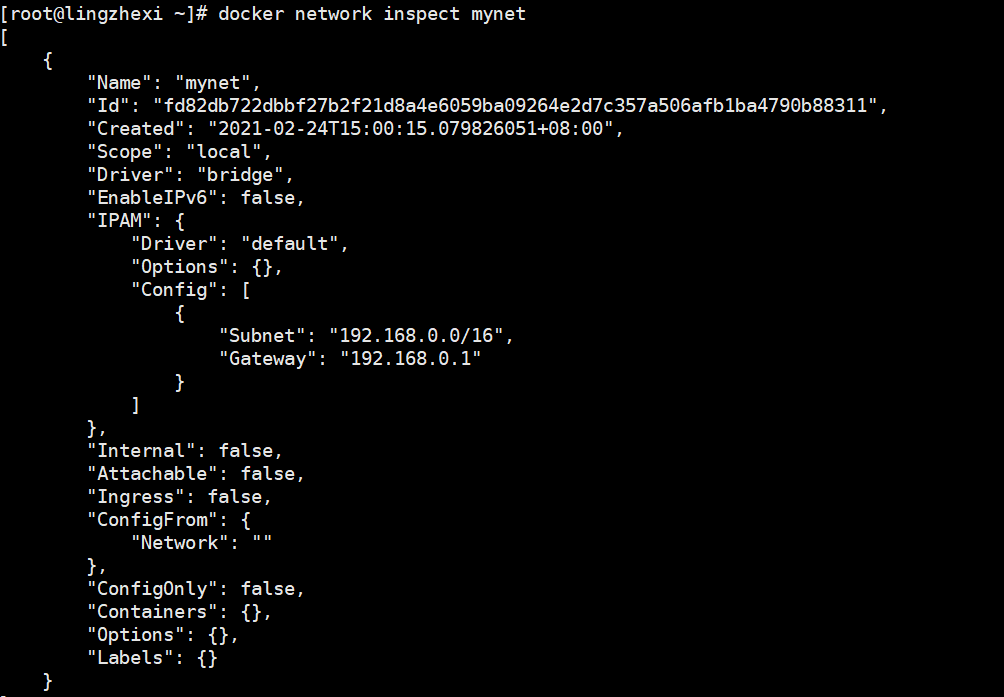 [root@lingzhexi ~]# docker network inspect mynet
[
    {
        "Name": "mynet",
        "Id": "fd82db722dbbf27b2f21d8a4e6059ba09264e2d7c357a506afb1ba4790b88311",
        "Created": "2021-02-24T15:00:15.079826051+08:00",
        "Scope": "local",
        "Driver": "bridge",
        "EnableIPv6": false,
        "IPAM": {
            "Driver": "default",
            "Options": {},
            "Config": [
                {
                    "Subnet": "192.168.0.0/16",
                    "Gateway": "192.168.0.1"
                }
            ]
        },
        "Internal": false,
        "Attachable": false,
        "Ingress": false,
        "ConfigFrom": {
            "Network": ""
        },
        "ConfigOnly": false,
        "Containers": {},
        "Options": {},
        "Labels": {}
    }